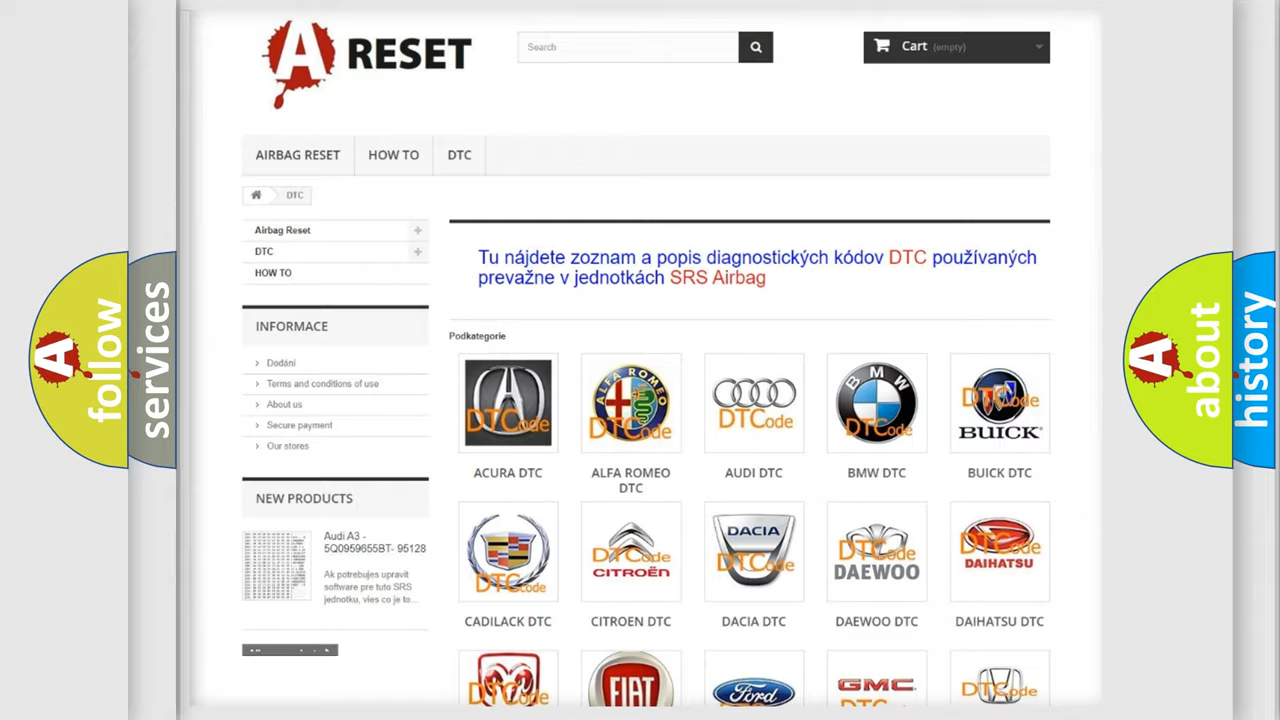 A RESET
Search
Cart (empty)
AIRBAG RESET
HOW TO
DTC
DTC
Airbag Reset
DTC
HOW TO
INFORMACE
Dodání
Terms and conditions of use
About us
Secure payment
Our stores
NEW PRODUCTS
Audi A3 -
5Q0959655BT- 95128
Ak potrebujes upravit
software pre tuto SRS
jednotku, vies co je to...
Tu nájdete zoznam a popis diagnostických kódov DTC používaných
prevažne v jednotkách SRS Airbag
Podkategorie
DTCode
ALFA ROMEO
DTCode
DTCode
BMW
DTCode
DTCode
BUICK
ACURA DTC
ALFA ROMEO
DTC
AUDI DTC
BMW DTC
BUICK DTC
DTCode
DTCode
CITROËN
DACIA
DTCode
DTCode
DAEWOO
DTCode
DAIHATSU
CADILACK DTC
CITROEN DTC
DACIA DTC
DAEWOO DTC
DAIHATSU DTC
DTCode
FIAT
Ford
GMC
DTCode
A follow
services
A about
history